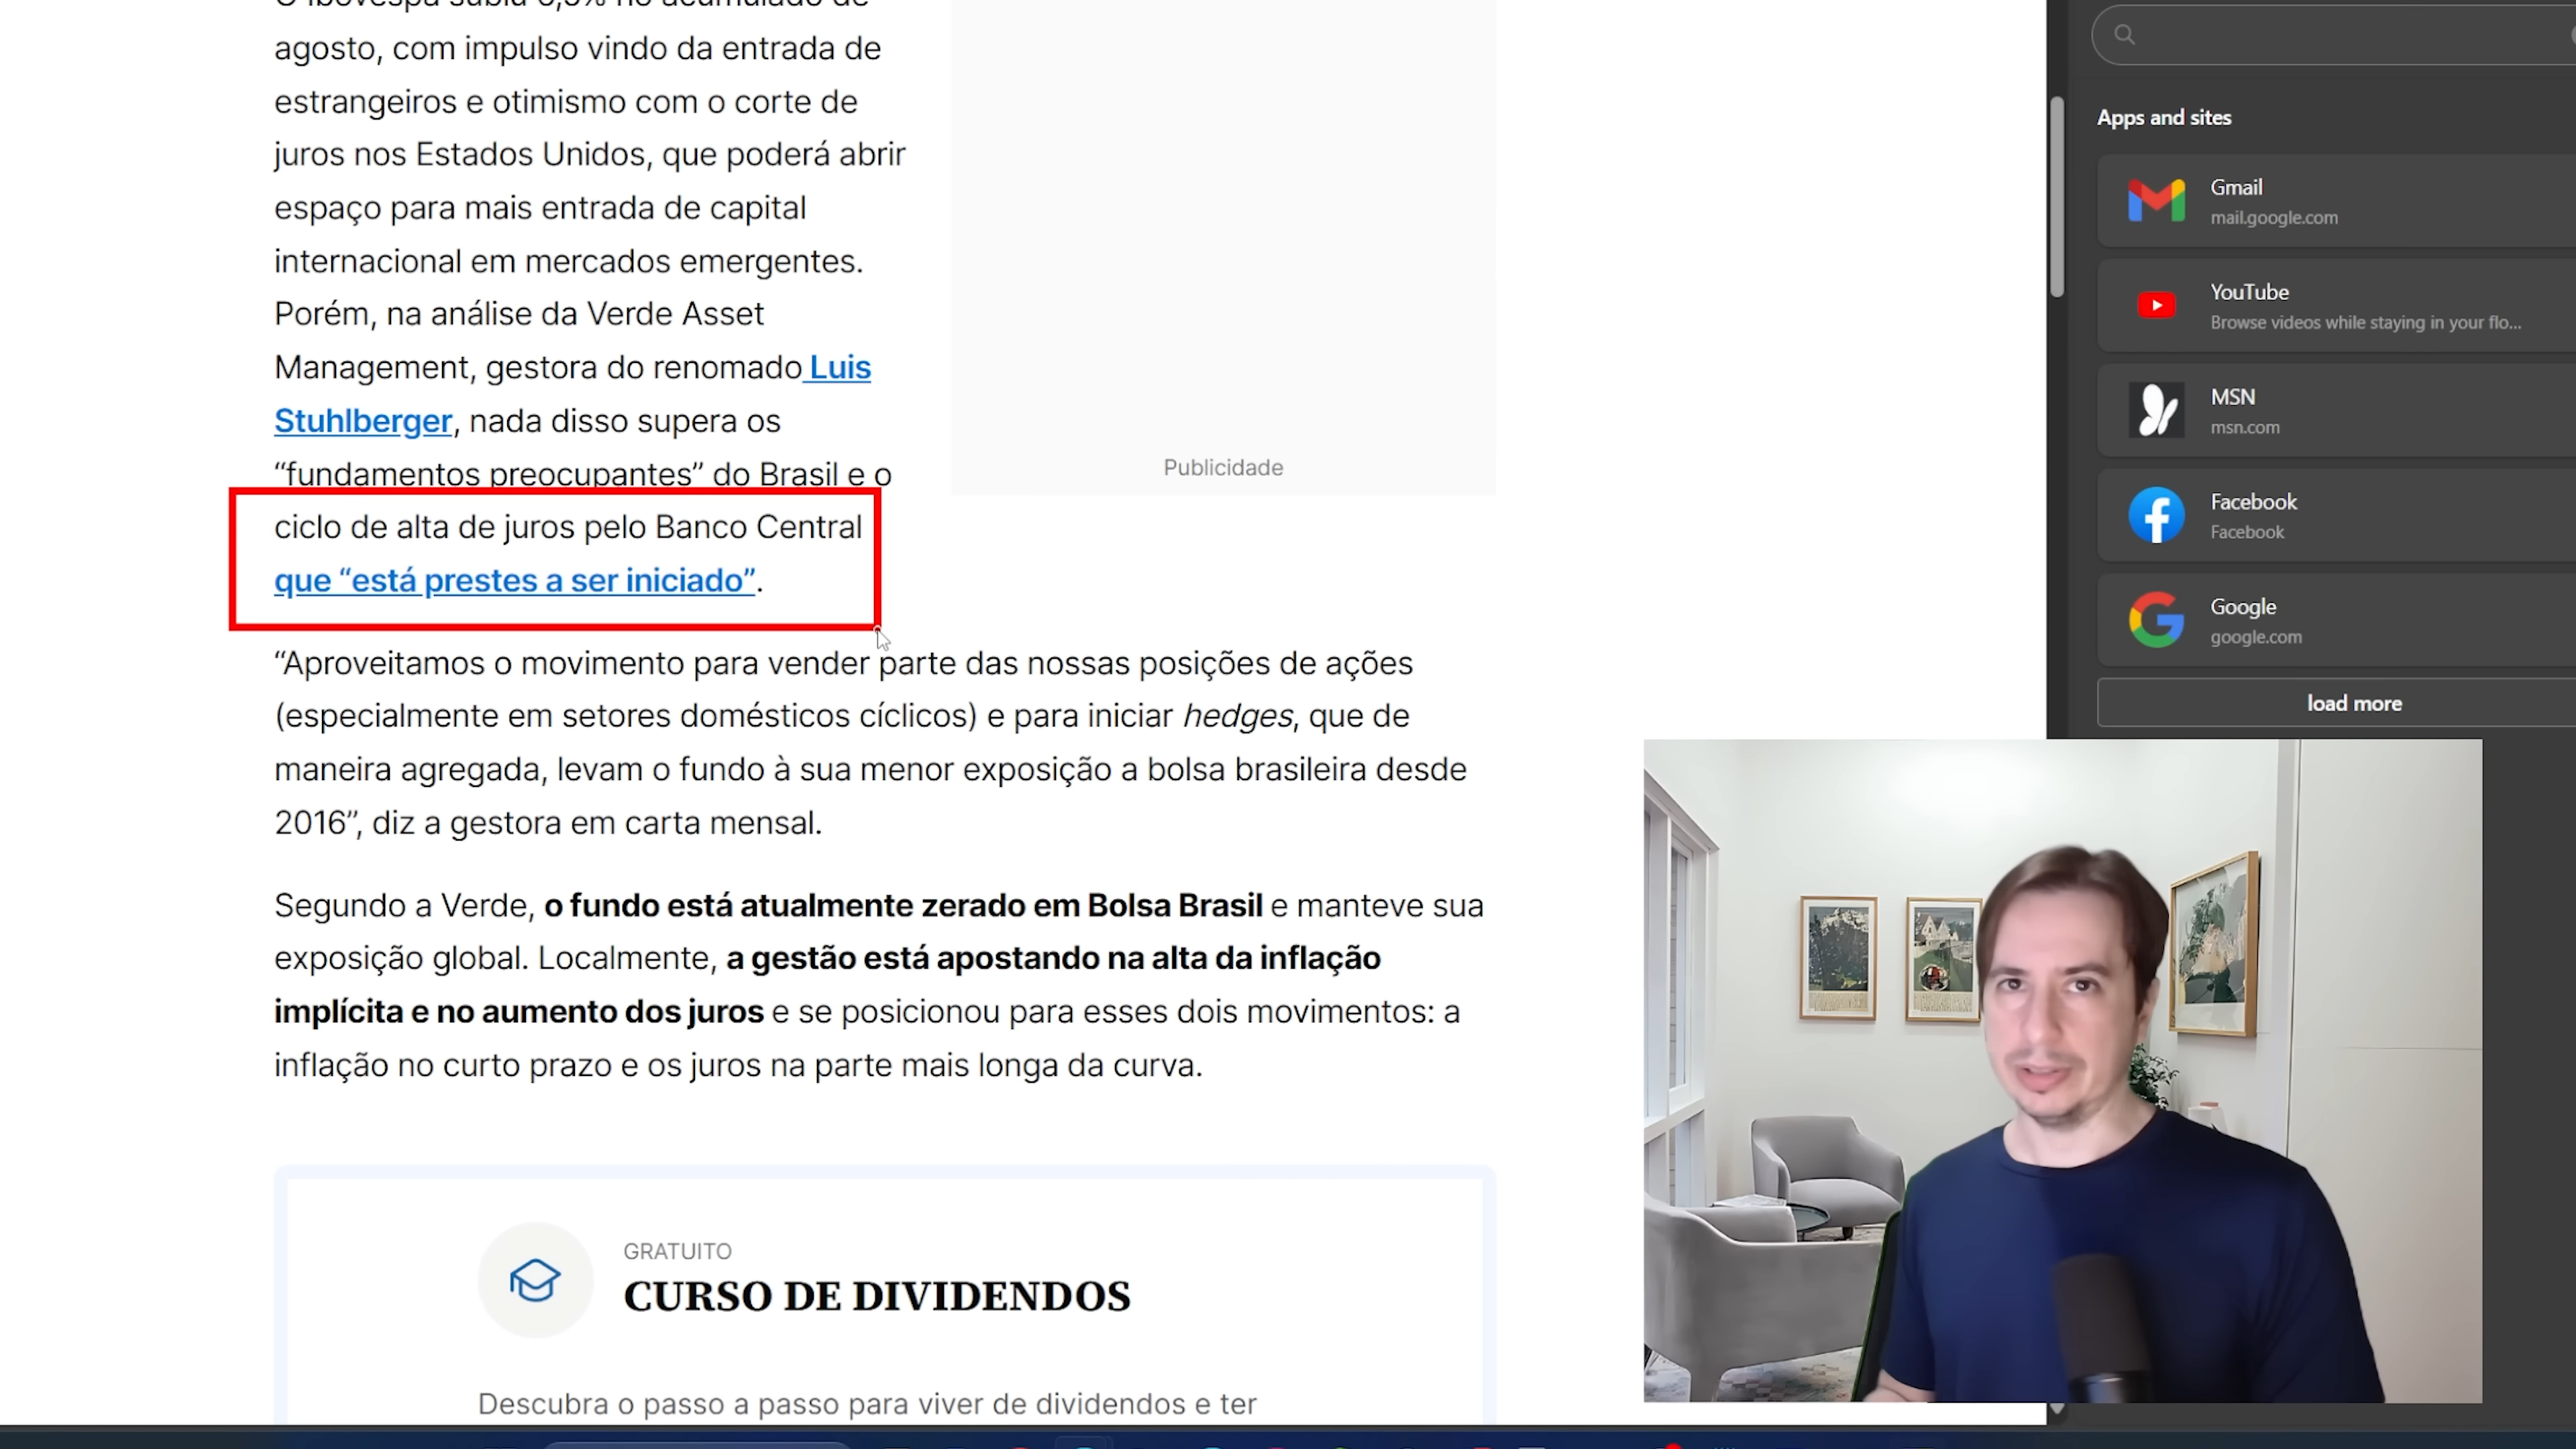 agosto, com impulso vindo da entrada de
estrangeiros e otimismo com o corte de
juros nos Estados Unidos, que poderá abrir
espaço para mais entrada de capital
internacional em mercados emergentes.
Porém, na análise da Verde Asset
Management, gestora do renomado Luis
Stuhlberger, nada disso supera os
“fundamentos preocupantes” do Brasil e o
ciclo de alta de juros pelo Banco Central
que “está prestes a ser iniciado”.
Publicidade
“Aproveitamos o movimento para vender parte das nossas posições de ações
(especialmente em setores domésticos cíclicos) e para iniciar hedges, que de
maneira agregada, levam o fundo à sua menor exposição a bolsa brasileira desde
2016”, diz a gestora em carta mensal.
Segundo a Verde, o fundo está atualmente zerado em Bolsa Brasil e manteve sua
exposição global. Localmente, a gestão está apostando na alta da inflação
implícita e no aumento dos juros e se posicionou para esses dois movimentos: a
inflação no curto prazo e os juros na parte mais longa da curva.
GRATUITO
CURSO DE DIVIDENDOS
Descubra o passo a passo para viver de dividendos e ter
Apps and sites
Gmail
mail.google.com
YouTube
Browse videos while staying in your flo...
MSN
msn.com
Facebook
Facebook
Google
google.com
load more